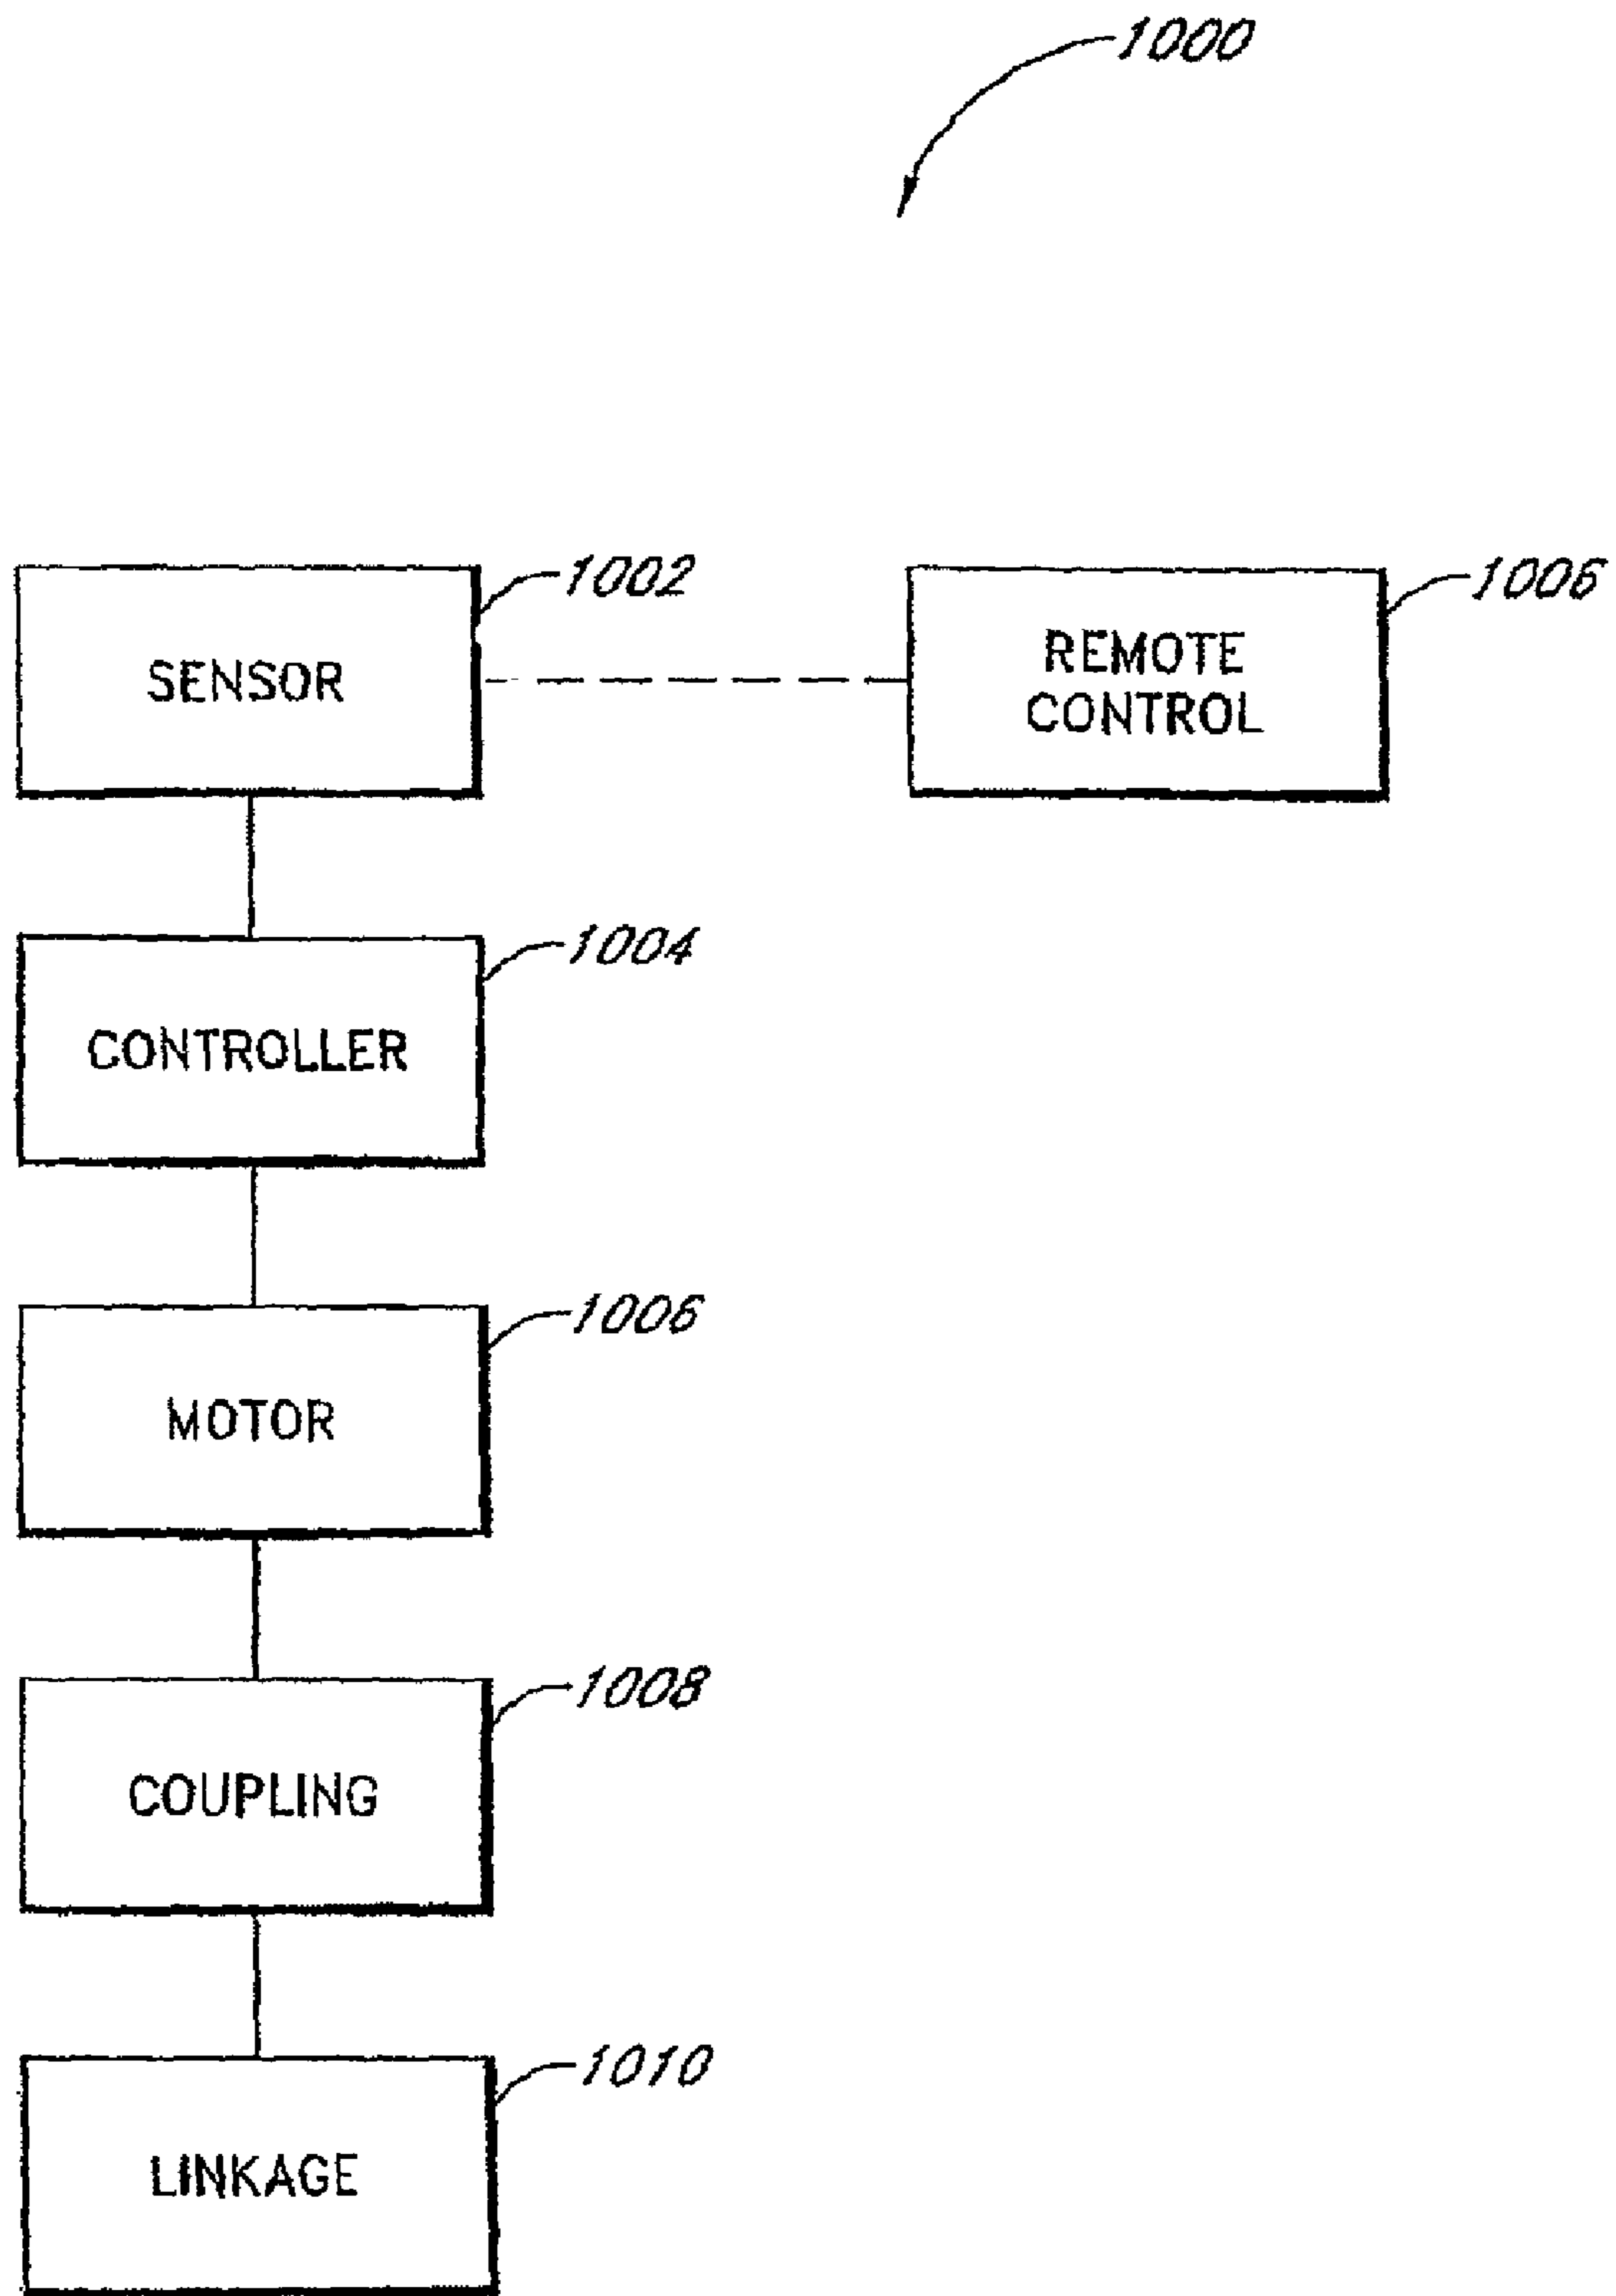 1000
1002
SENSOR
1006
REMOTE
CONTROL
1004
CONTROLLER
1006
MOTOR
1008
COUPLING
1010
LINKAGE